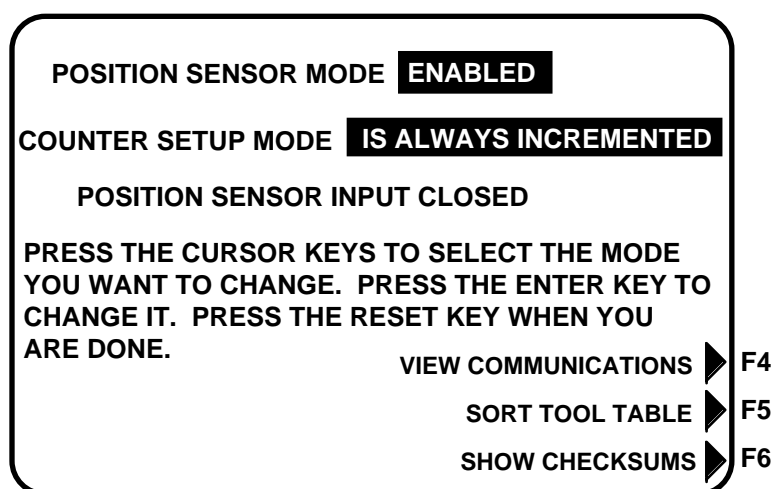 POSITION SENSOR MODE ENABLED
COUNTER SETUP MODE IS ALWAYS INCREMENTED
POSITION SENSOR INPUT CLOSED
PRESS THE CURSOR KEYS TO SELECT THE MODE
YOU WANT TO CHANGE. PRESS THE ENTER KEY TO
CHANGE IT. PRESS THE RESET KEY WHEN YOU
ARE DONE.
VIEW COMMUNICATIONS F4
SORT TOOL TABLE F5
SHOW CHECKSUMS F6